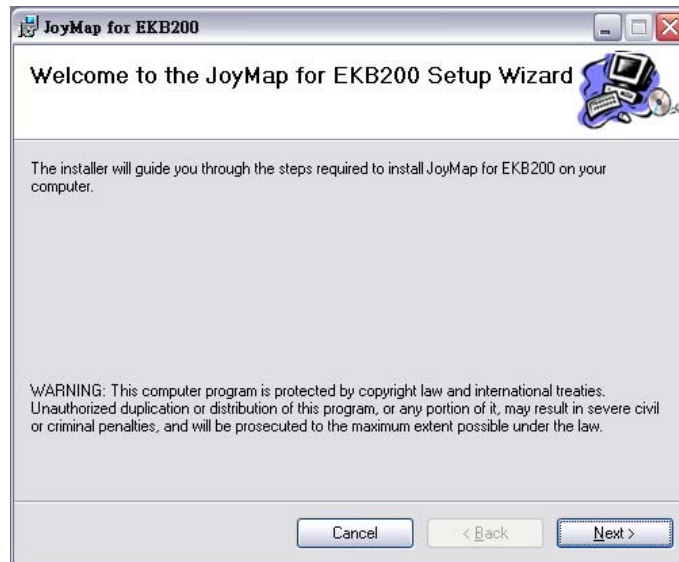 JoyMap for EKB200
Welcome to the JoyMap for EKB200 Setup Wizard
The installer will guide you through the steps required to install JoyMap for EKB200 on your
computer.
WARNING: This computer program is protected by copyright law and international treaties.
Unauthorized duplication or distribution of this program, or any portion of it, may result in severe civil
or criminal penalties, and will be prosecuted to the maximum extent possible under the law.
Cancel
< Back
Next >